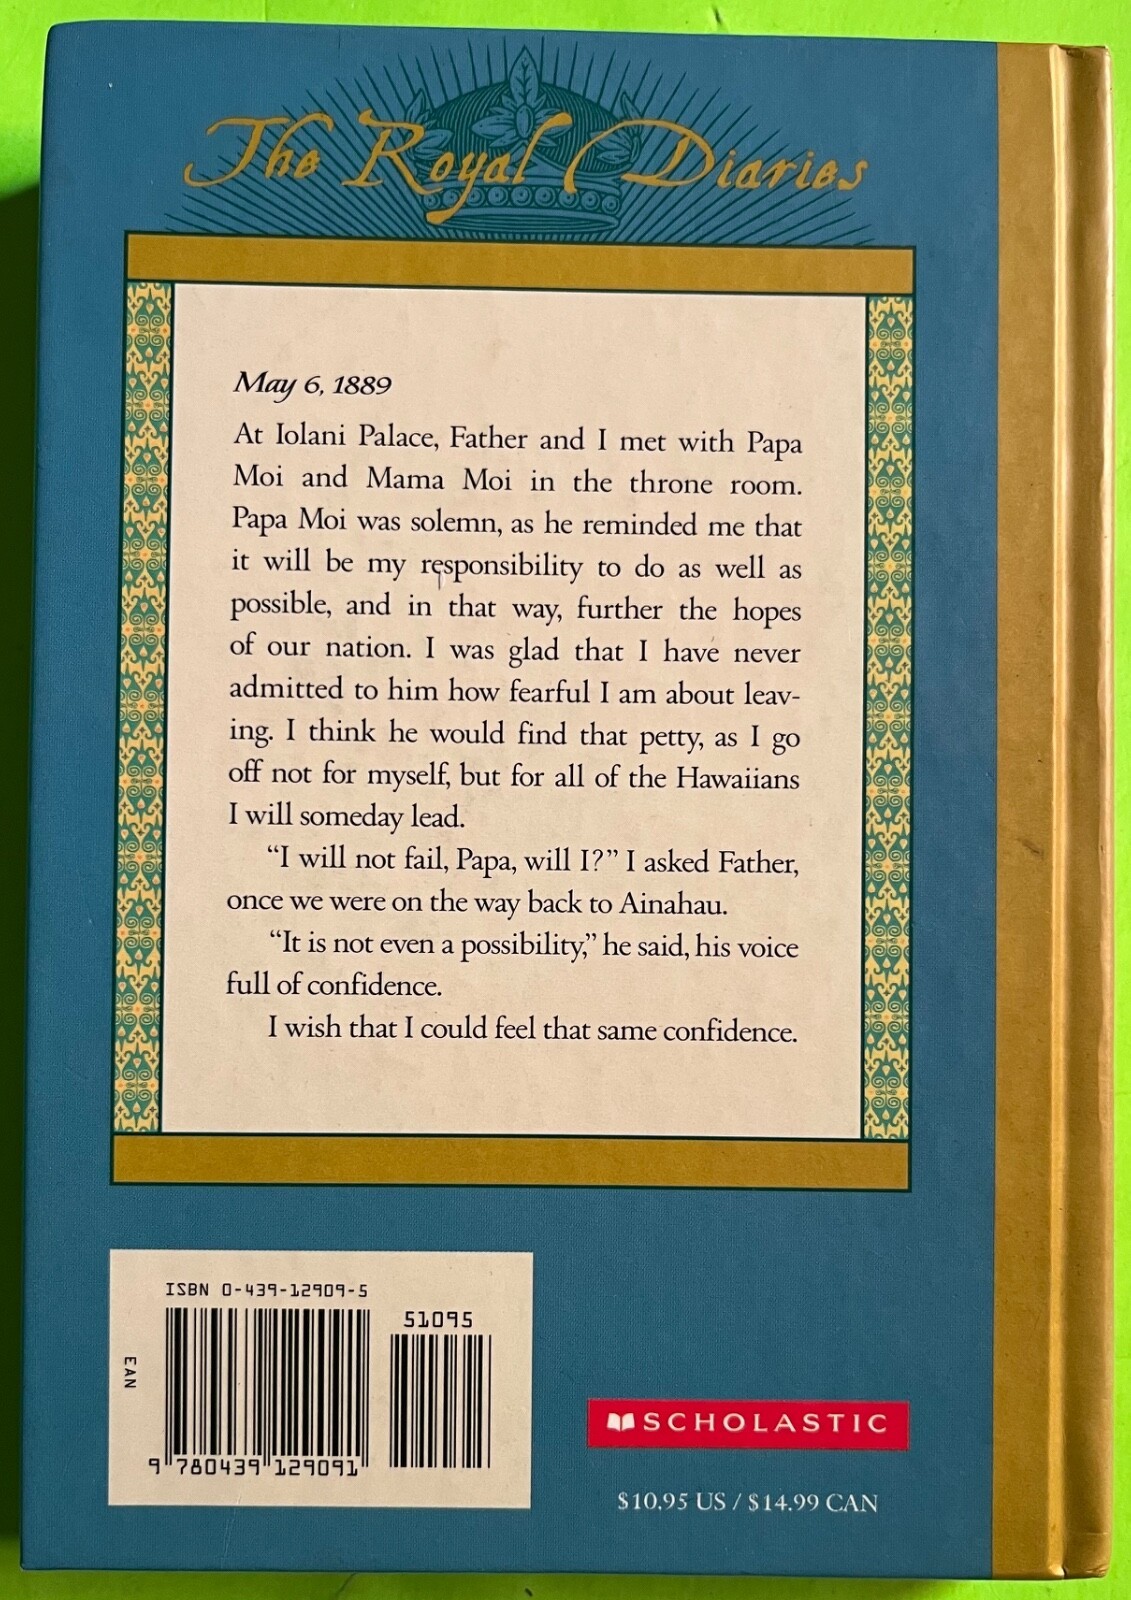 The Royal Diaries
May 6, 1889
At Iolani Palace, Father and I met with Papa
Moi and Mama Moi in the throne room.
Papa Moi was solemn, as he reminded me that
it will be my responsibility to do as well as
possible, and in that way, further the hopes
of our nation. I was glad that I have never
admitted to him how fearful I am about leav-
ing. I think he would find that petty, as I go
off not for myself, but for all of the Hawaiians
I will someday lead.
“I will not fail, Papa, will I?” I asked Father,
once we were on the way back to Ainahau.
“It is not even a possibility,” he said, his voice
full of confidence.
I wish that I could feel that same confidence.
ISBN 0-439-12909-5
51095
EAN
9 780439 129091
SCHOLASTIC
$10.95 US / $14.99 CAN